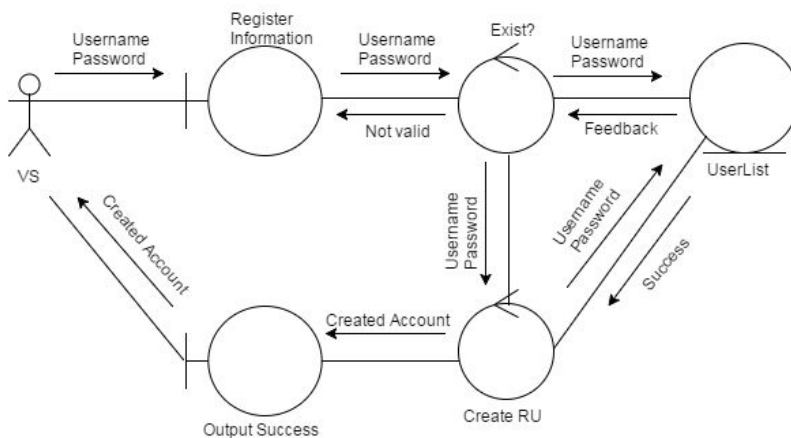 Register
Information
Exist?
Username
Password
Username
Password
Username
Password
Not valid
Feedback
VS
UserList
Created Account
Username
Password
Username
Password
Success
Created Account
Output Success
Create RU